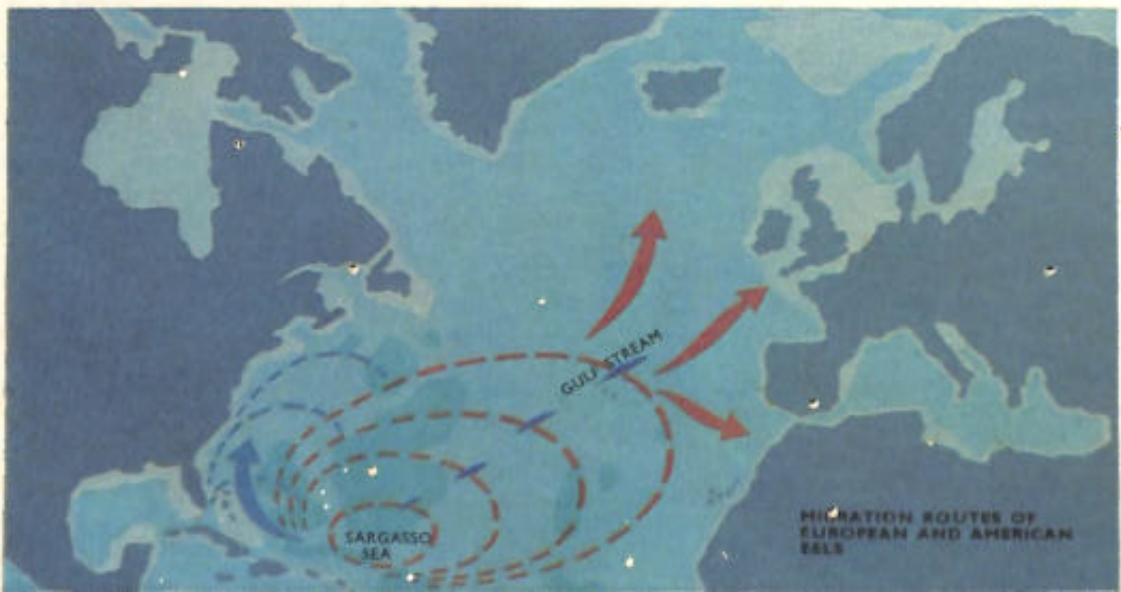 GULF STREAM
SARGASSO
SEA
MIGRATION ROUTES OF
EUROPEAN AND AMERICAN
EELS